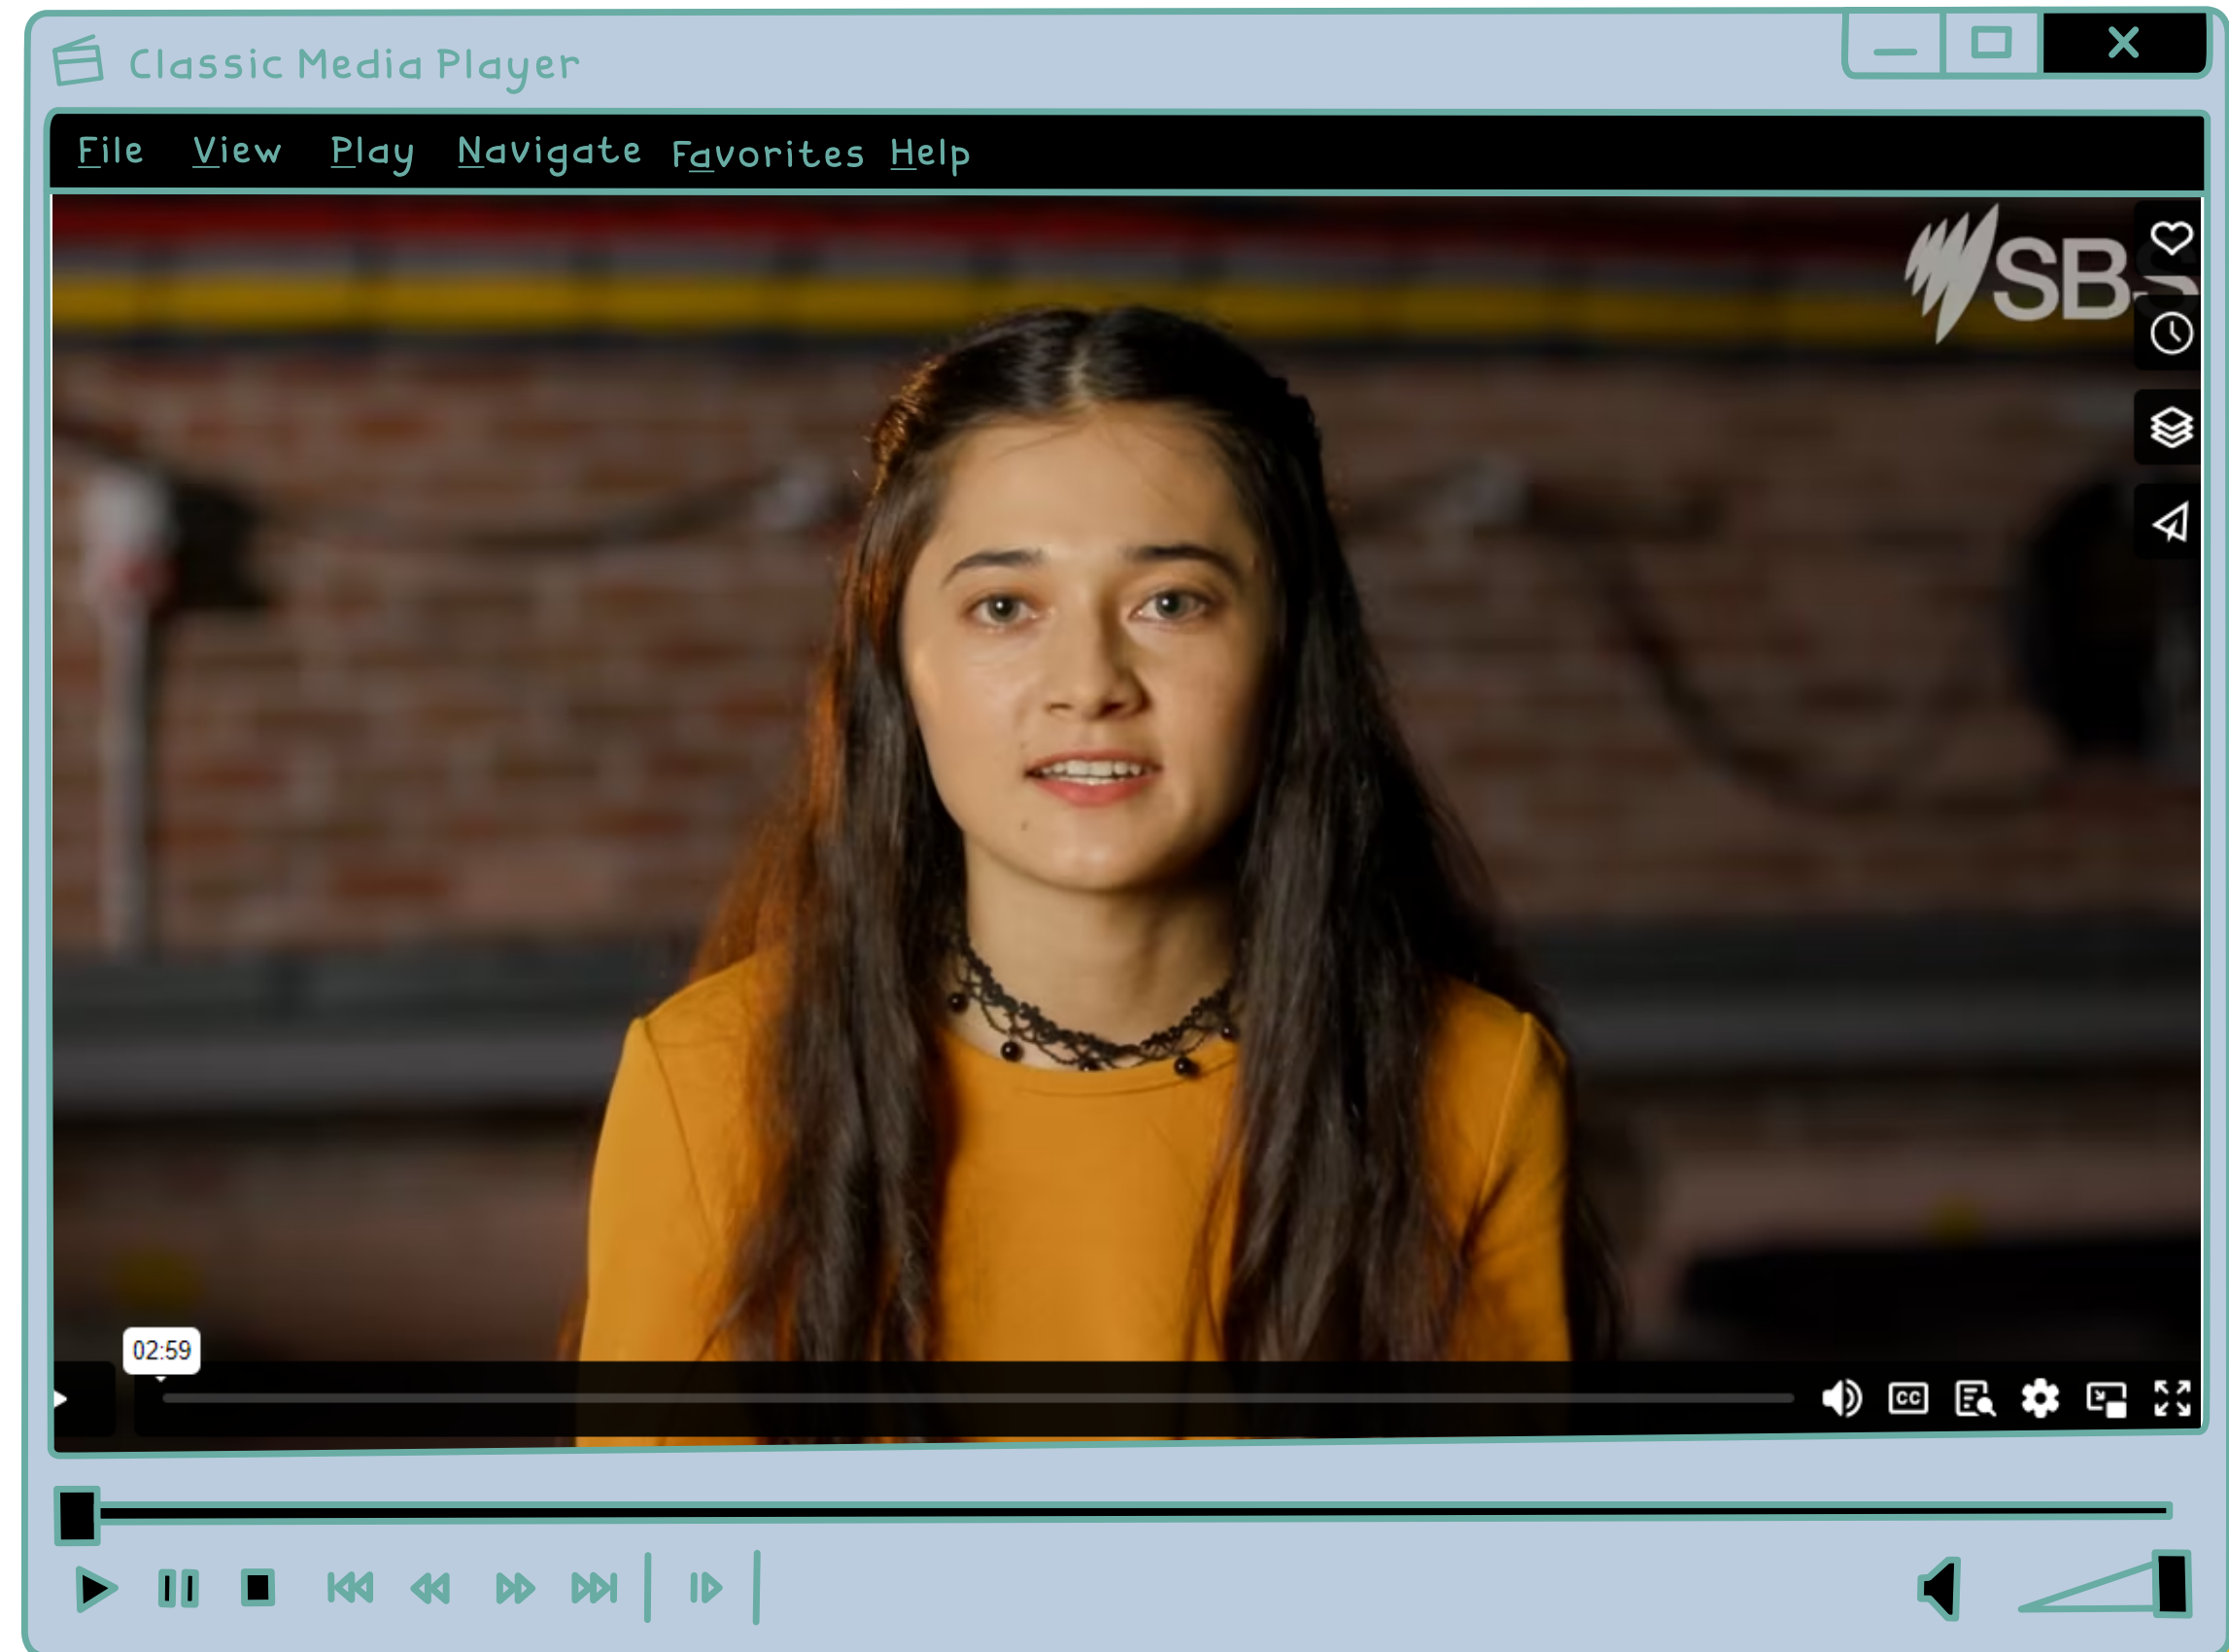 Classic Media Player
File View Play Navigate Favorites Help
SBS
02:59
CC